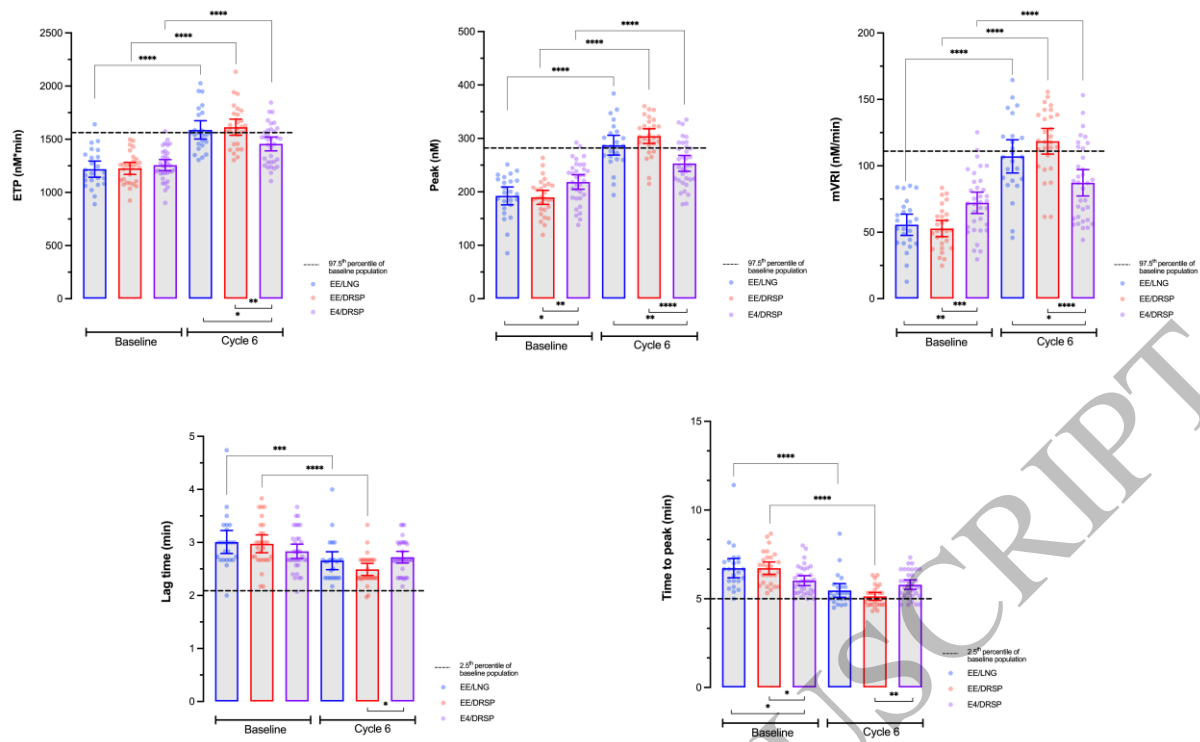 ****
****
****
2500
2000
1500
1000
500
0
ETP (nM*min)
97.5th percentile of
baseline population
EE/LNG
EE/DRSP
E4/DRSP
**
*
Baseline
Cycle 6
****
****
****
500
400
300
200
100
0
Peak (nM)
97.5th percentile of
baseline population
EE/LNG
EE/DRSP
E4/DRSP
**
****
*
**
Baseline
Cycle 6
****
****
****
200
150
100
50
0
mVRI (nM/min)
97.5th percentile of
baseline population
EE/LNG
EE/DRSP
E4/DRSP
***
****
**
*
Baseline
Cycle 6
***
****
5
4
3
2
1
0
Lag time (min)
2.5th percentile of
baseline population
EE/LNG
EE/DRSP
E4/DRSP
*
Baseline
Cycle 6
****
****
15
10
5
0
Time to peak (min)
2.5th percentile of
baseline population
EE/LNG
EE/DRSP
E4/DRSP
*
**
*
Baseline
Cycle 6
USCRIPT